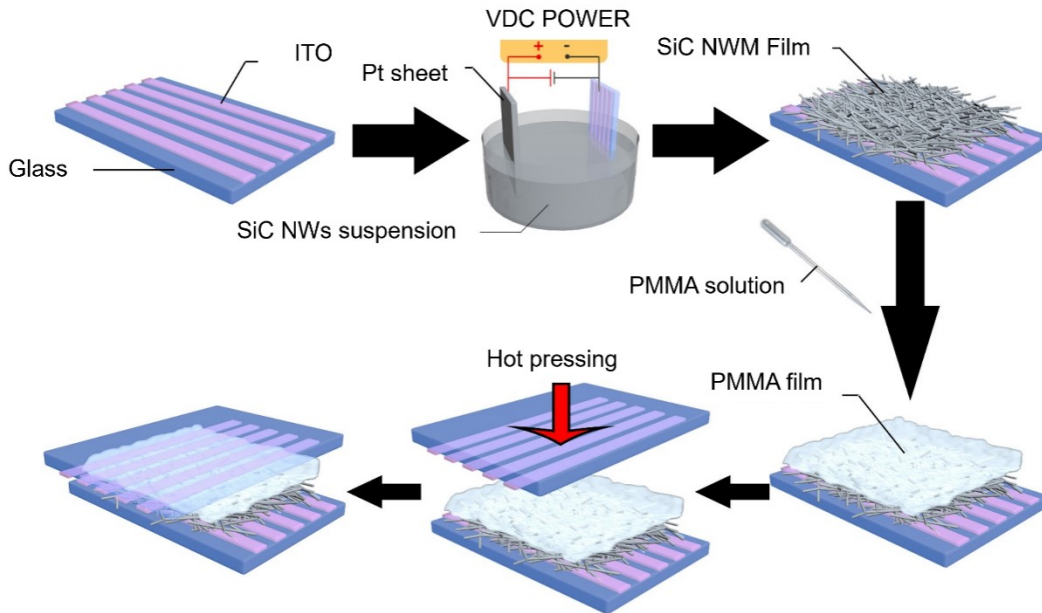 VDC POWER
ITO
+ -
Pt sheet
SiC NWM Film
Glass
SiC NWs suspension
PMMA solution
Hot pressing
PMMA film